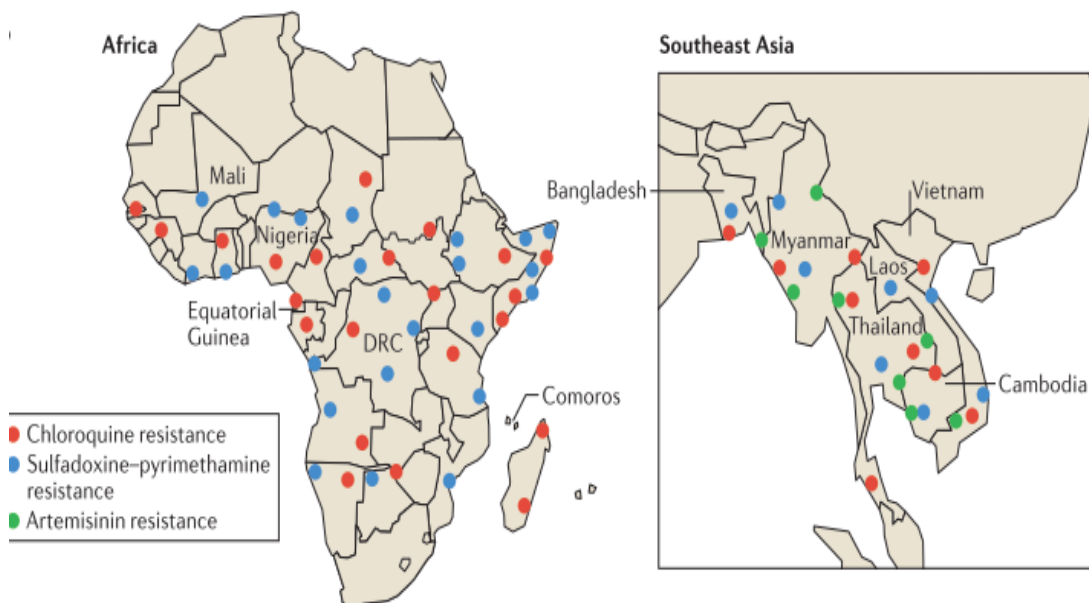 Africa
Southeast Asia
Mali
Nigeria
Equatorial
Guinea
DRC
Comoros
Bangladesh
Vietnam
Myanmar
Laos
Thailand
Cambodia
Chloroquine resistance
Sulfadoxine–pyrimethamine
resistance
Artemisinin resistance